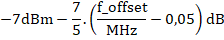 −7dBm − 7/5 . (f_offset/MHz − 0,05) dB